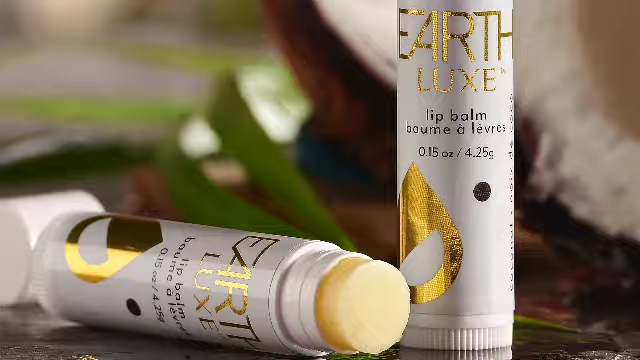 EARTH
LUXE™
lip balm
baume à lèvres
0.15 oz / 4.25g
EARTH
LUXE
lip balm
baume à lèvres
0.15 oz / 4.25g